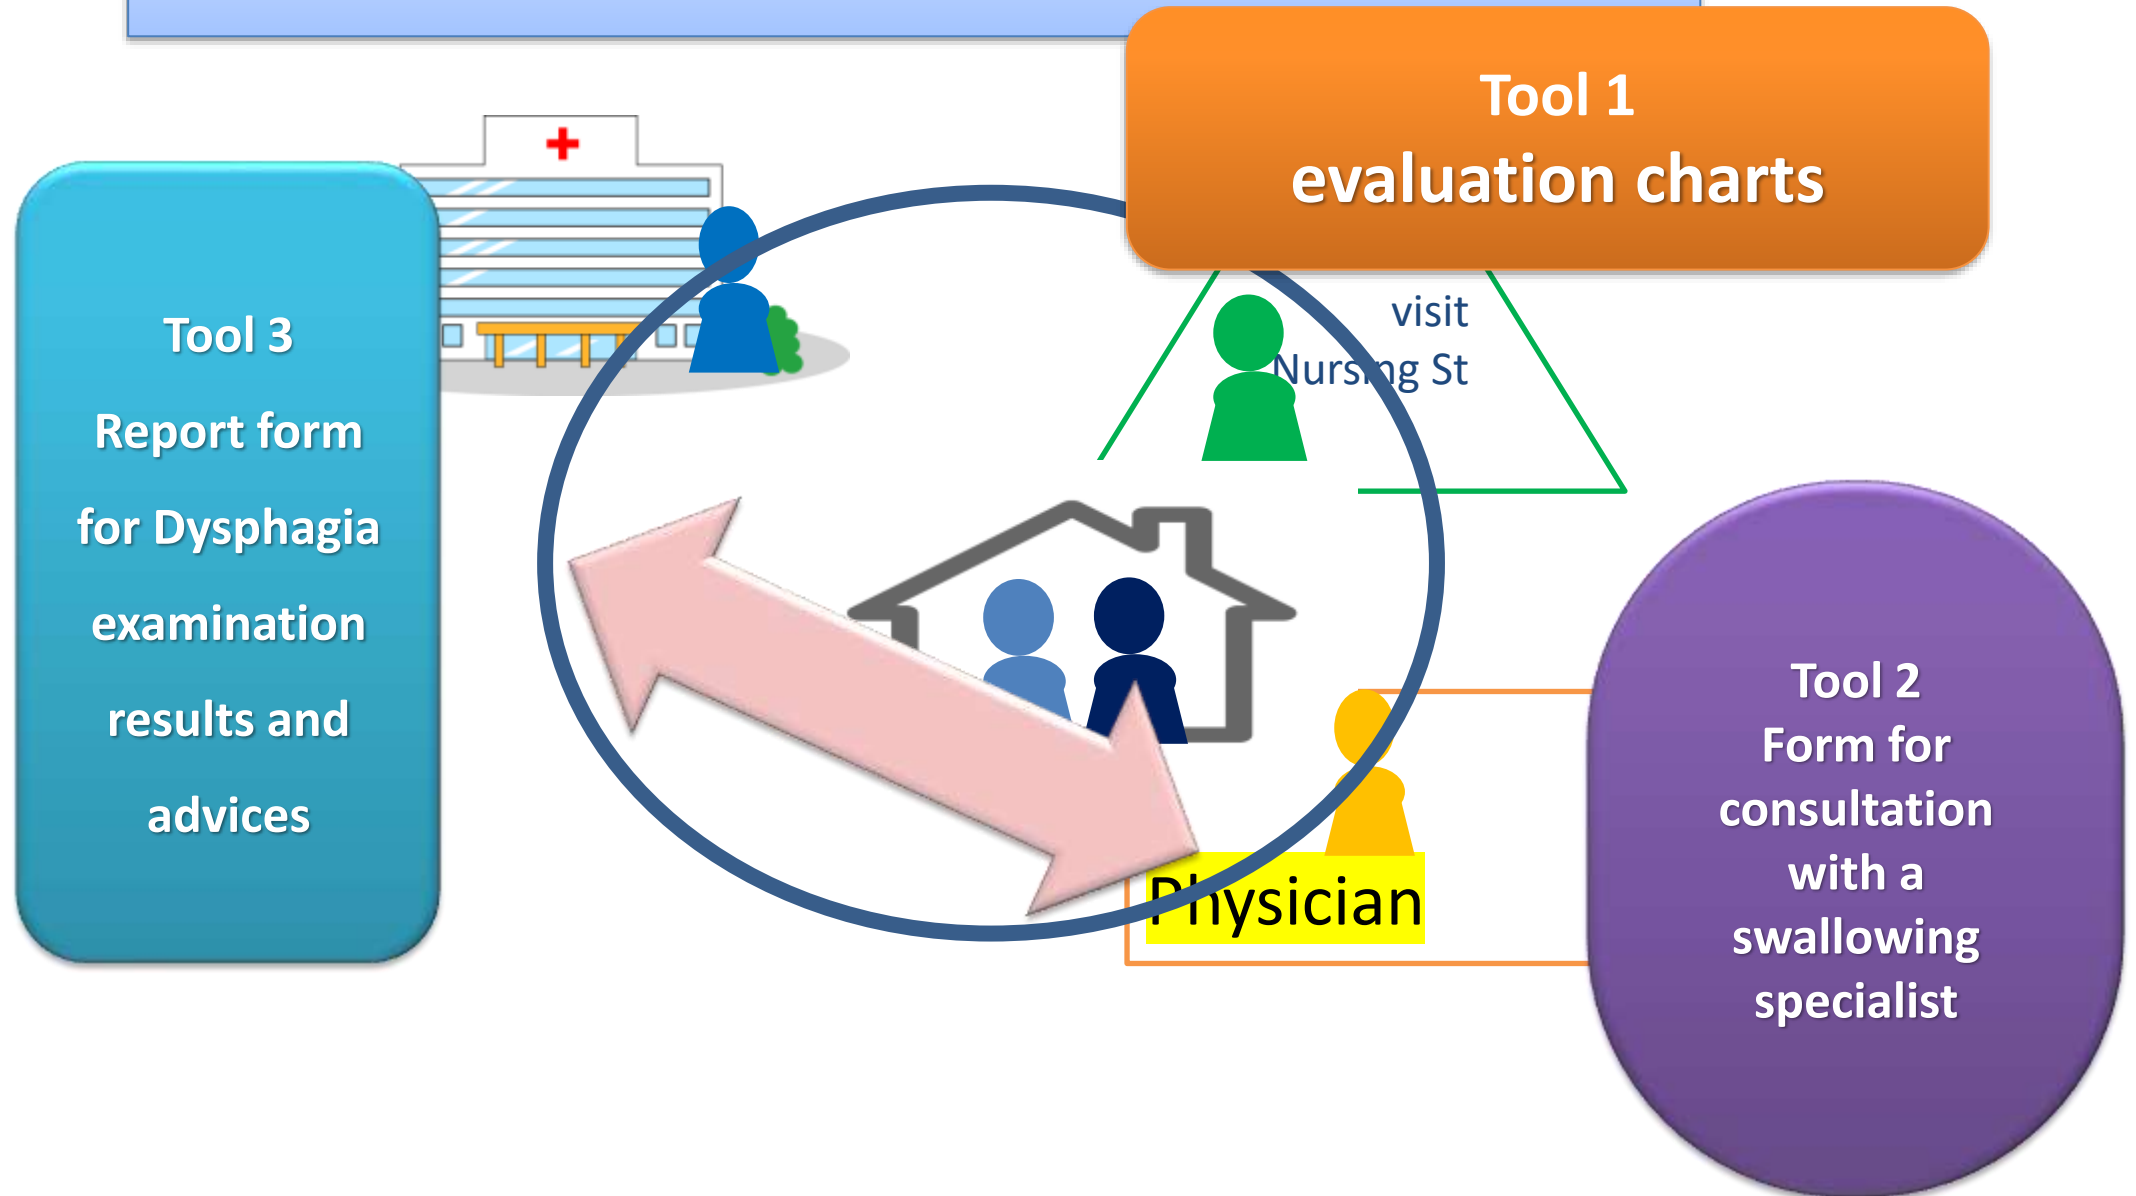 Tool 1
evaluation charts
visit
Nursing St
Tool 3
Report form
for Dysphagia
examination
results and
advices
Physician
Tool 2
Form for
consultation
with a
swallowing
specialist